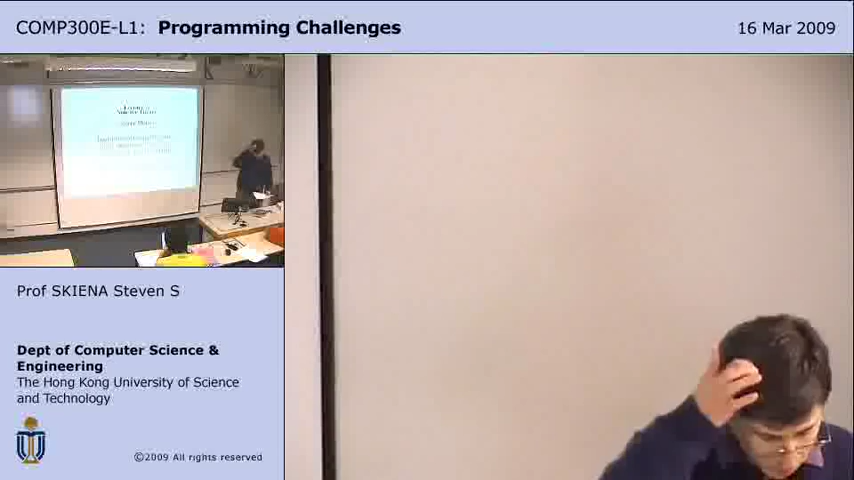 COMP300E-L1: Programming Challenges
16 Mar 2009
Prof SKIENA Steven S
Dept of Computer Science &
Engineering
The Hong Kong University of Science
and Technology
©2009 All rights reserved